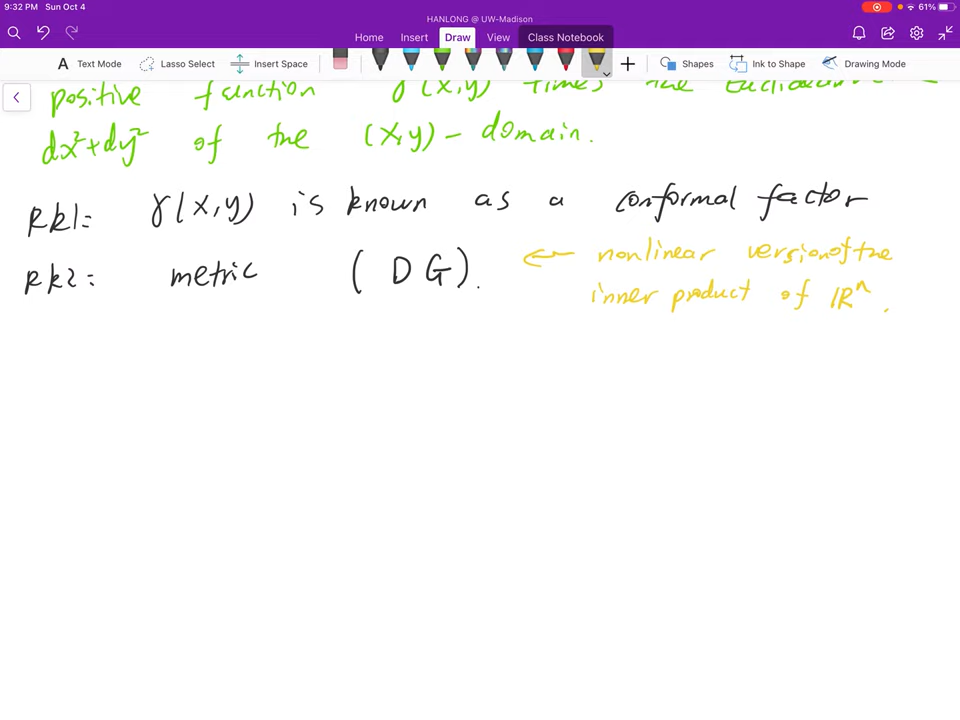 9:32 PM Sun Oct 4
61%
HANLONG @ UW-Madison
Home Insert Draw View Class Notebook
Text Mode Lasso Select Insert Space Shapes Ink to Shape Drawing Mode
positive function γ(x,y) times the Euclidean
dx²+dy² of the (x,y) - domain.
Rk1: γ(x,y) is known as a conformal factor
Rk2: metric (DG). ← nonlinear version of the
inner product of ℝⁿ.